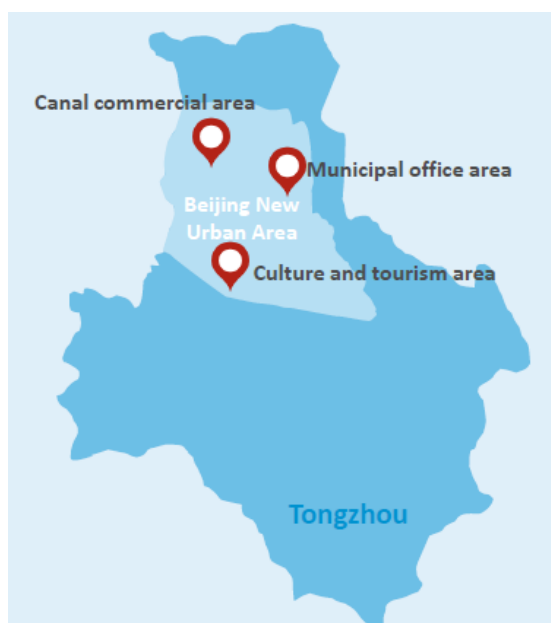 Canal commercial area
Municipal office area
Beijing New
Urban Area
Culture and tourism area
Tongzhou